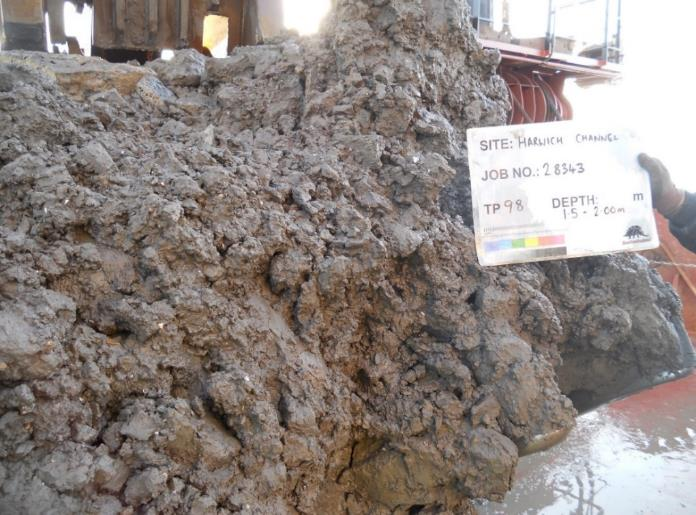 SITE: HARWICH CHANNEL
JOB NO.: 28343
TP 98 DEPTH: m
1.5 - 2.00m